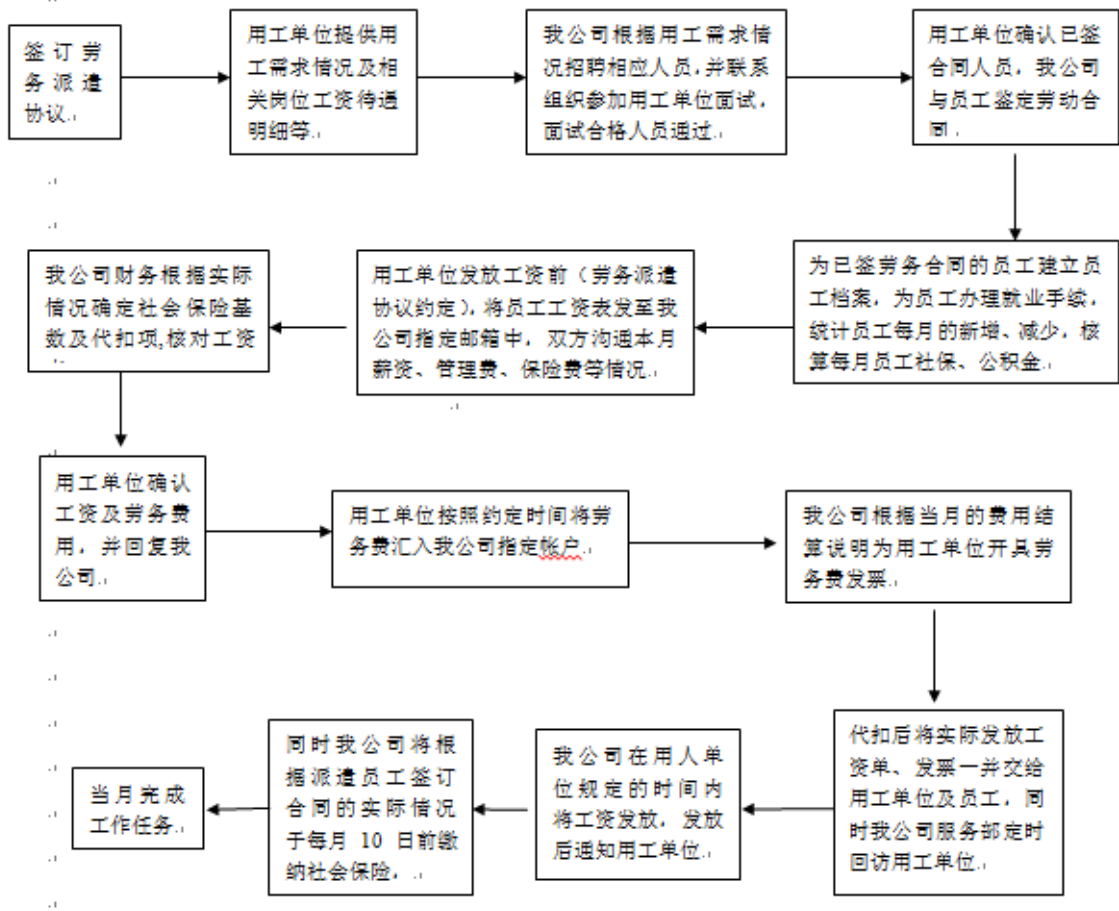 签订劳
务派遣
协议.
用工单位提供用
工需求情况及相
关岗位工资待遇
明细等.
我公司根据用工需求情
况招聘相应人员,并联系
组织参加用工单位面试,
面试合格人员通过.
用工单位确认已签
合同人员，我公司
与员工鉴定劳动合
同.
为已签劳务合同的员工建立员
工档案，为员工办理就业手续,
统计员工每月的新增、减少，核
算每月员工社保、公积金.
用工单位发放工资前（劳务派遣
协议约定），将员工工资表发至我
公司指定邮箱中，双方沟通本月
薪资、管理费、保险费等情况.
我公司财务根据实际
情况确定社会保险基
数及代扣项,核对工资
用工单位确认
工资及劳务费
用，并回复我
公司.
用工单位按照约定时间将劳
务费汇入我公司指定帐户.
我公司根据当月的费用结
算说明为用工单位开具劳
务费发票.
代扣后将实际发放工
资单、发票一并交给
用工单位及员工，同
时我公司服务部定时
回访用工单位.
我公司在用人单
位规定的时间内
将工资发放，发放
后通知用工单位.
同时我公司将根
据派遣员工签订
合同的实际情况
于每月 10 日前缴
纳社会保险，
当月完成
工作任务.